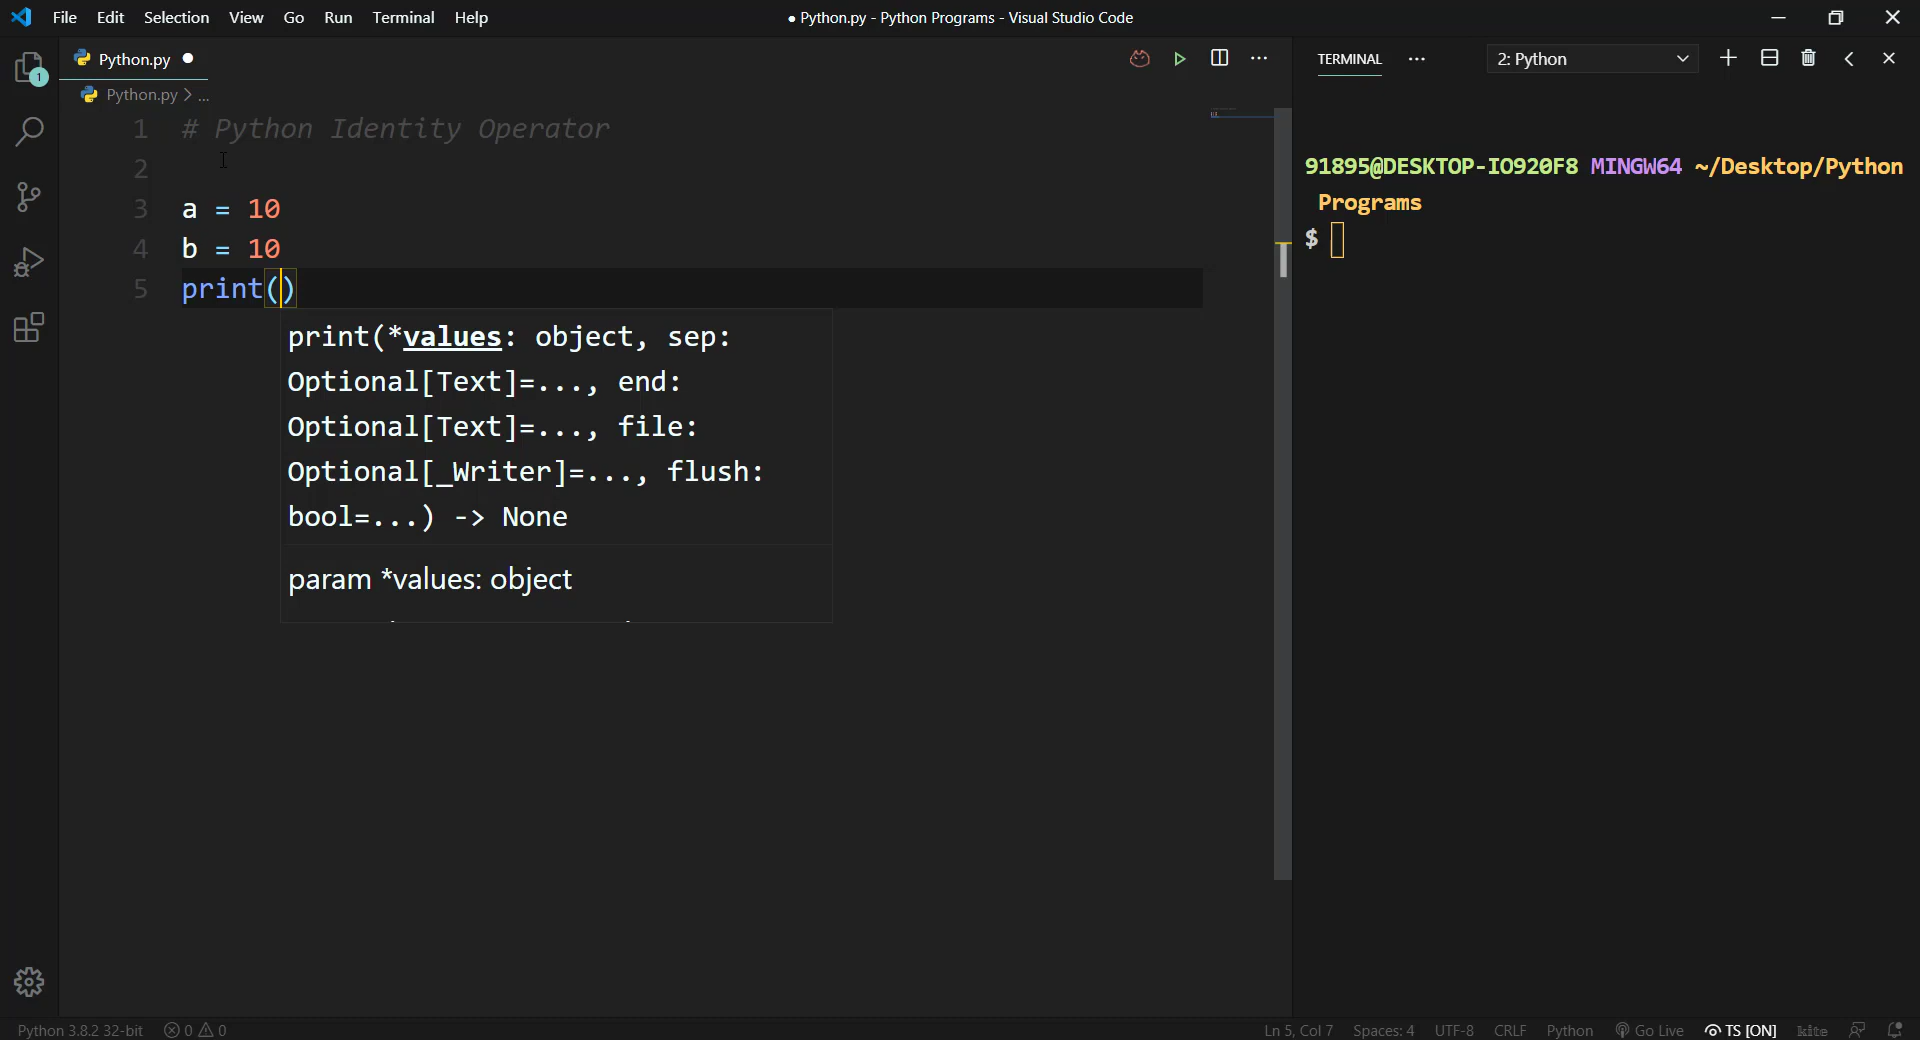 File Edit Selection View Go Run Terminal Help
● Python.py - Python Programs - Visual Studio Code
Python.py ●
Python.py > ...
1 # Python Identity Operator
2
3 a = 10
4 b = 10
5 print()
print(*values: object, sep:
Optional[Text]=..., end:
Optional[Text]=..., file:
Optional[_Writer]=..., flush:
bool=...) -> None
param *values: object
TERMINAL ... 2: Python
91895@DESKTOP-IO920F8 MINGW64 ~/Desktop/Python
Programs
$
1
Python 3.8.2 32-bit 0 0
Ln 5, Col 7 Spaces: 4 UTF-8 CRLF Python Go Live TS [ON] kite